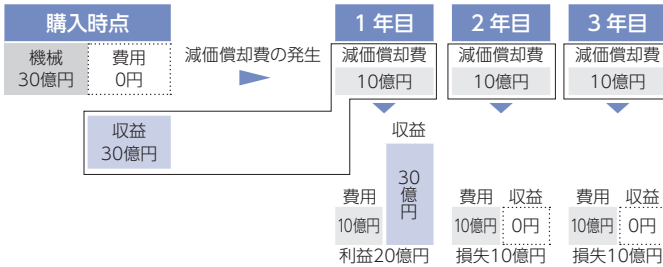 購入時点
機械
30億円
費用
0円
減価償却費の発生
収益
30億円
1年目
減価償却費
10億円
収益
30億円
費用
10億円
利益20億円
2年目
減価償却費
10億円
費用 収益
10億円 0円
損失10億円
3年目
減価償却費
10億円
費用 収益
10億円 0円
損失10億円